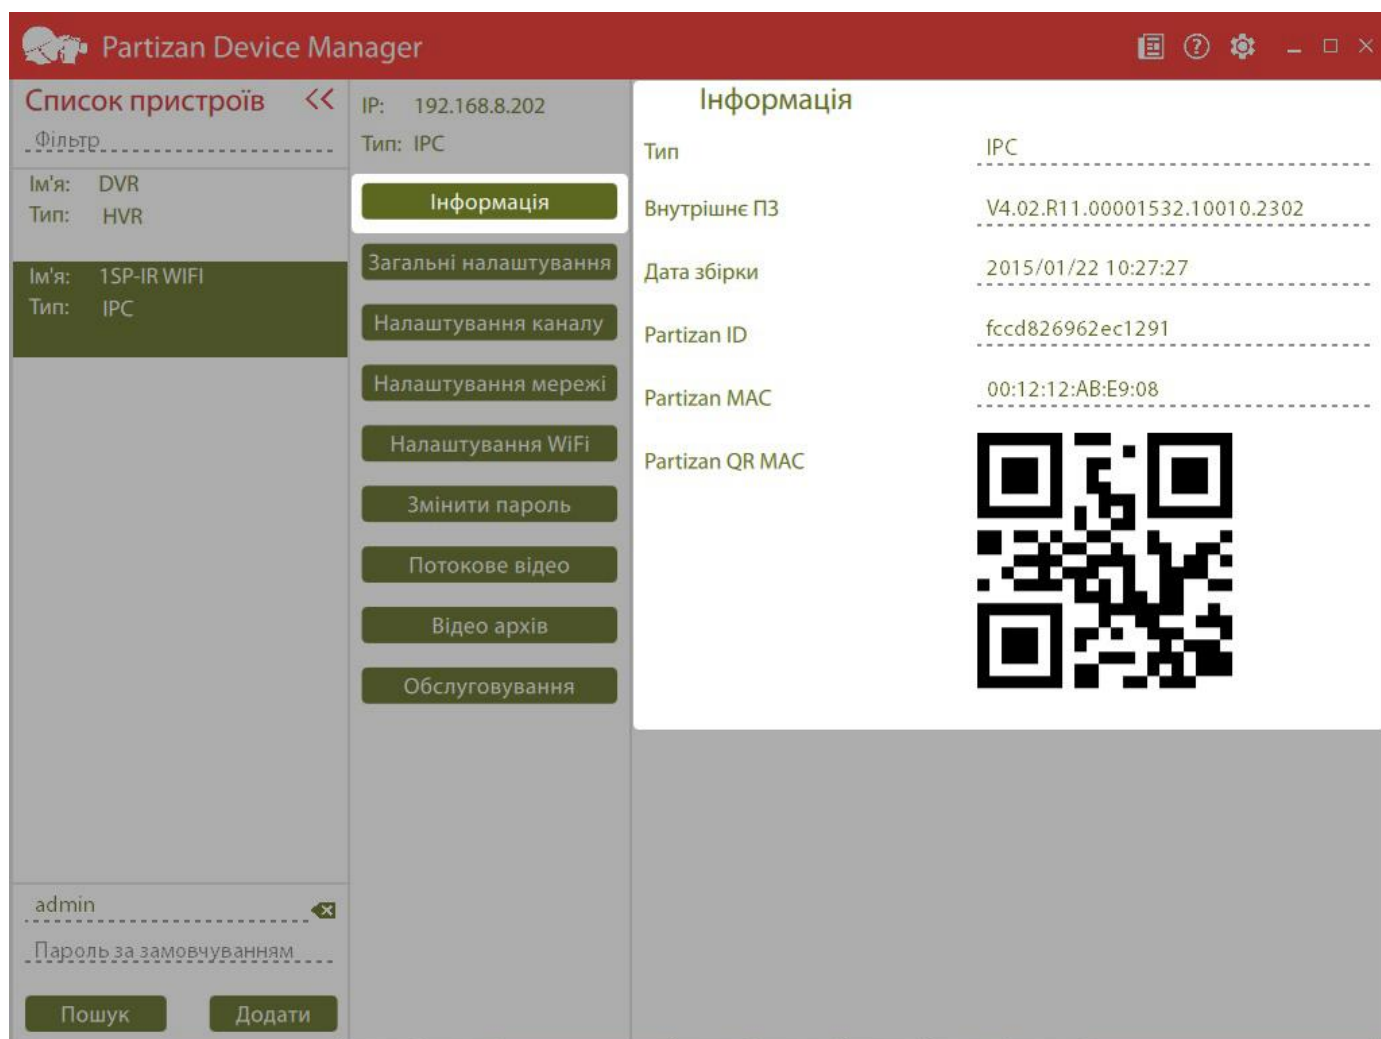 Partizan Device Manager
Список пристроїв <<
Фільтр
Ім'я: DVR
Тип: HVR
Ім'я: 1SP-IR WIFI
Тип: IPC
admin
Пароль за замовчуванням
Пошук Додати
IP: 192.168.8.202
Тип: IPC
Інформація
Загальні налаштування
Налаштування каналу
Налаштування мережі
Налаштування WiFi
Змінити пароль
Потокове відео
Відео архів
Обслуговування
Інформація
Тип IPC
Внутрішнє ПЗ V4.02.R11.00001532.10010.2302
Дата збірки 2015/01/22 10:27:27
Partizan ID fccd826962ec1291
Partizan MAC 00:12:12:AB:E9:08
Partizan QR MAC